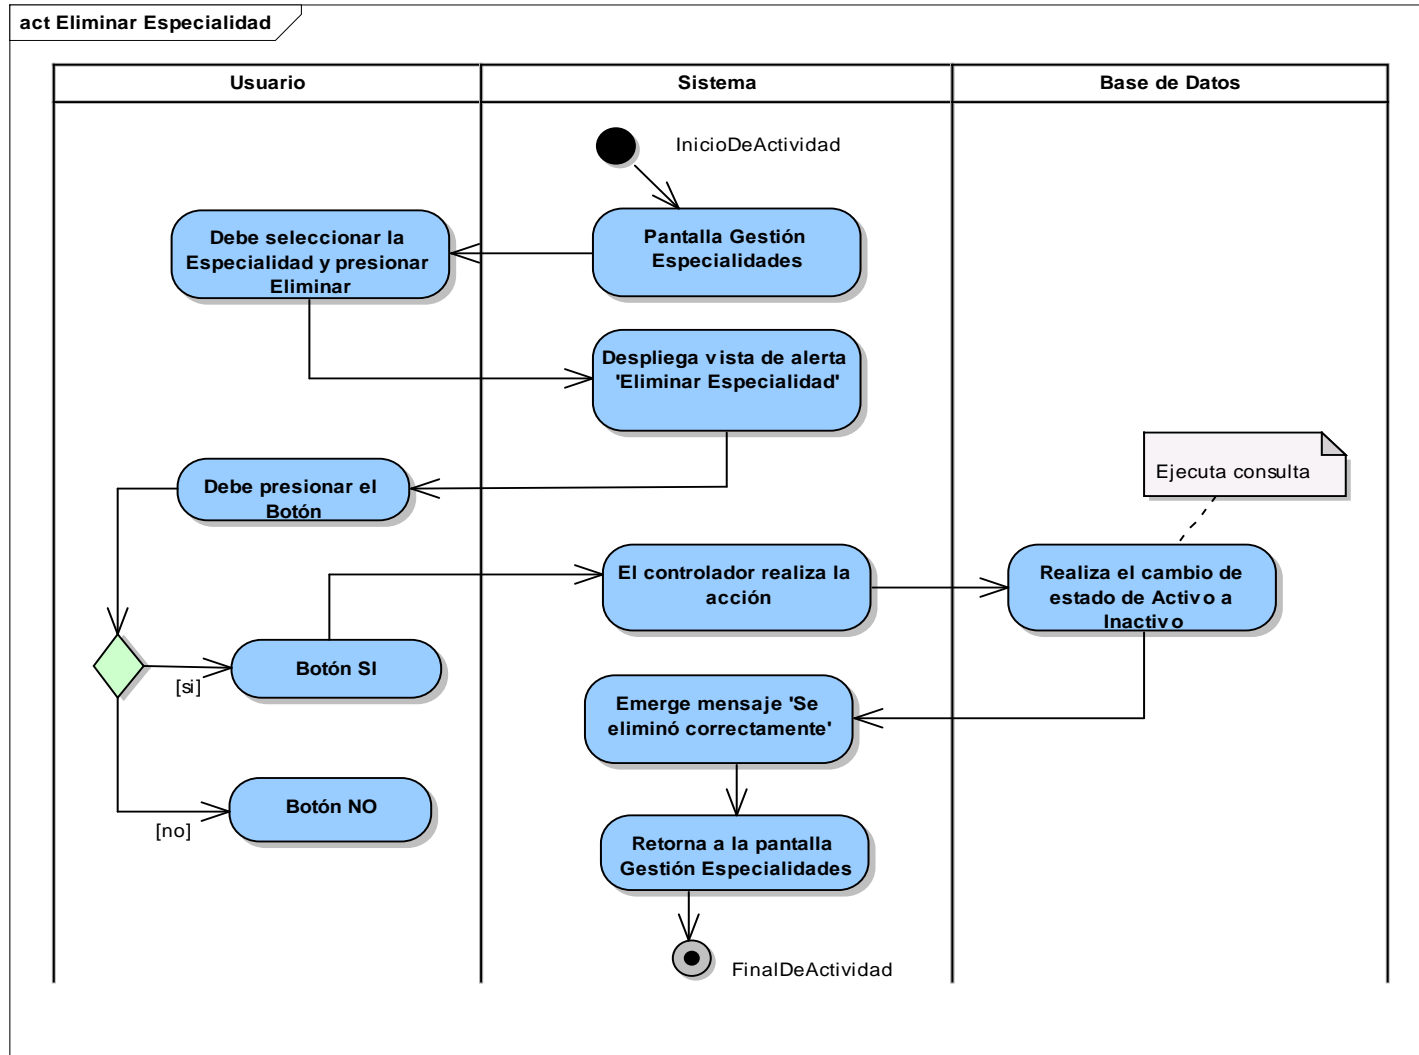 act Eliminar Especialidad
Usuario
Sistema
Base de Datos
InicioDeActividad
Pantalla Gestión
Especialidades
Debe seleccionar la
Especialidad y presionar
Eliminar
Despliega vista de alerta
'Eliminar Especialidad'
Debe presionar el
Botón
Ejecuta consulta
El controlador realiza la
acción
Realiza el cambio de
estado de Activo a
Inactivo
Botón SI
[si]
Emerge mensaje 'Se
eliminó correctamente'
Botón NO
[no]
Retorna a la pantalla
Gestión Especialidades
FinalDeActividad